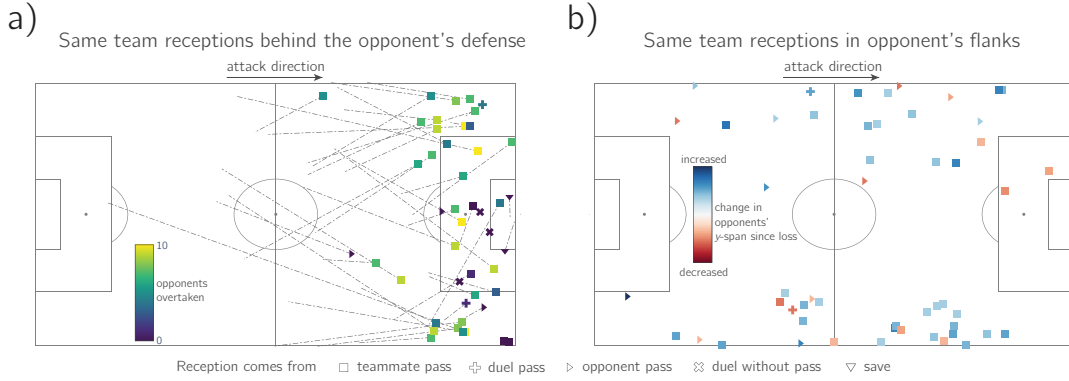 a)
Same team receptions behind the opponent's defense
attack direction
10
opponents
overtaken
0
b)
Same team receptions in opponent's flanks
attack direction
increased
change in
opponents'
y-span since loss
decreased
Reception comes from
teammate pass
duel pass
opponent pass
duel without pass
save